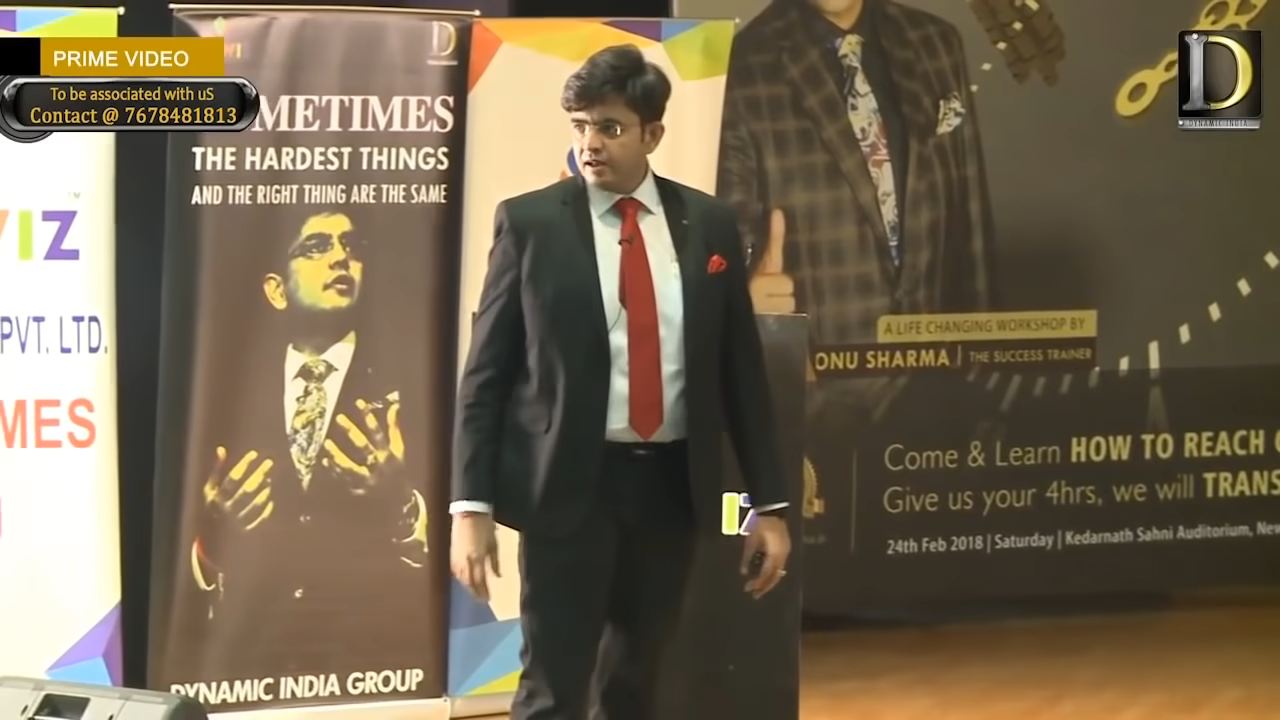 PRIME VIDEO
To be associated with uS
Contact @ 7678481813
D
DYNAMIC INDIA
METIMES
THE HARDEST THINGS
AND THE RIGHT THING ARE THE SAME
DYNAMIC INDIA GROUP
IZ
TM
PVT. LTD.
MES
A LIFE CHANGING WORKSHOP BY
ONU SHARMA | THE SUCCESS TRAINER
Come & Learn HOW TO REACH
Give us your 4hrs, we will TRANS
24th Feb 2018 | Saturday | Kedarnath Sahni Auditorium, New
IZ